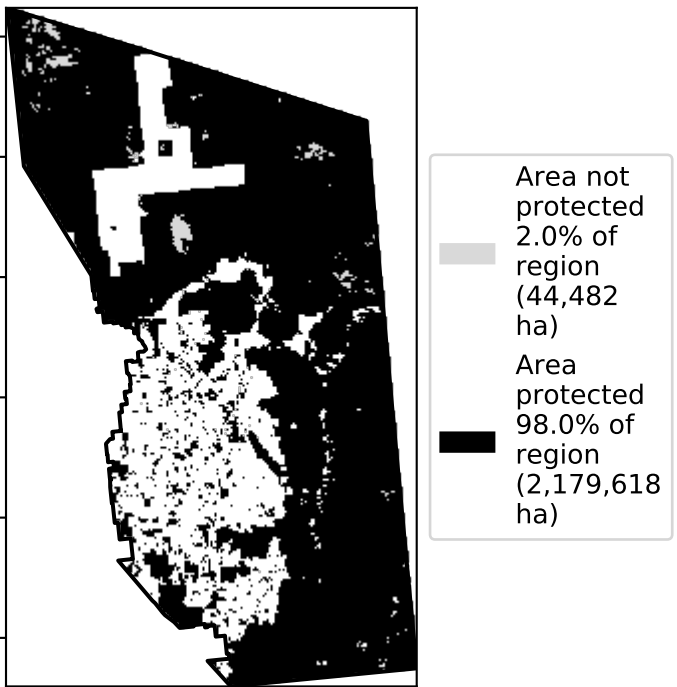 Area not
protected
2.0% of
region
(44,482
ha)
Area
protected
98.0% of
region
(2,179,618
ha)